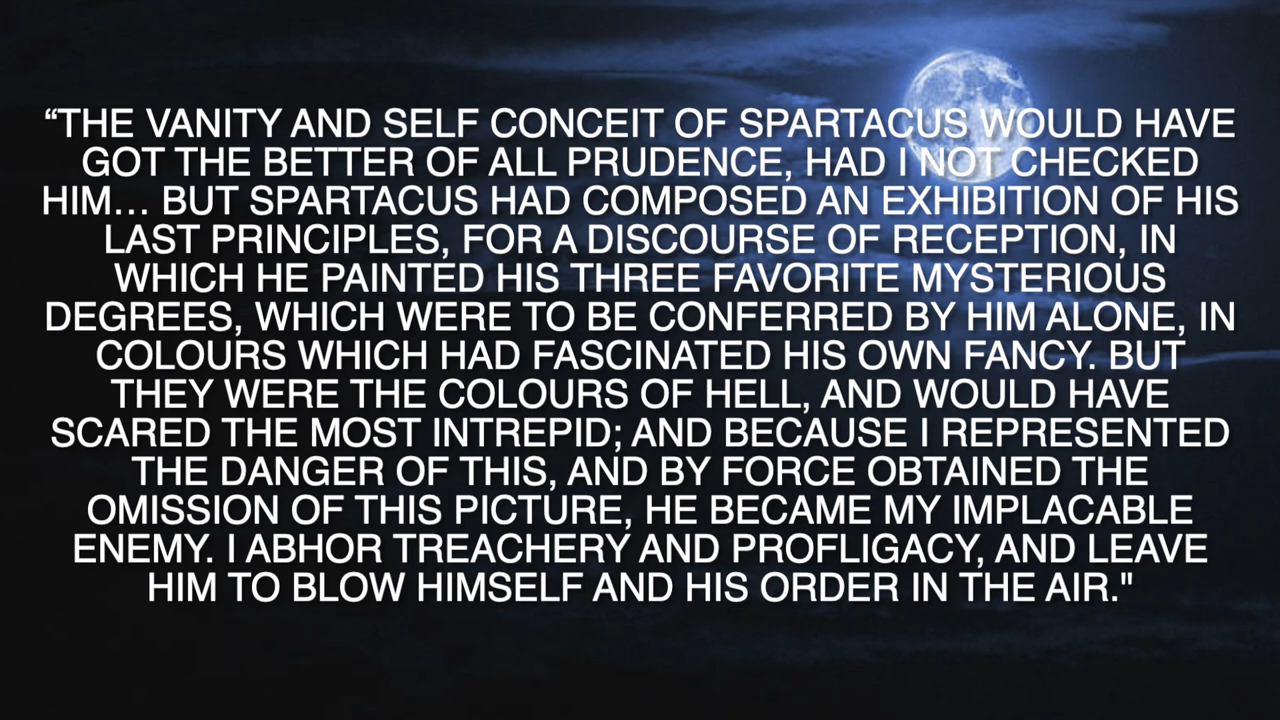 “THE VANITY AND SELF CONCEIT OF SPARTACUS WOULD HAVE
GOT THE BETTER OF ALL PRUDENCE, HAD I NOT CHECKED
HIM... BUT SPARTACUS HAD COMPOSED AN EXHIBITION OF HIS
LAST PRINCIPLES, FOR A DISCOURSE OF RECEPTION, IN
WHICH HE PAINTED HIS THREE FAVORITE MYSTERIOUS
DEGREES, WHICH WERE TO BE CONFERRED BY HIM ALONE, IN
COLOURS WHICH HAD FASCINATED HIS OWN FANCY. BUT
THEY WERE THE COLOURS OF HELL, AND WOULD HAVE
SCARED THE MOST INTREPID; AND BECAUSE I REPRESENTED
THE DANGER OF THIS, AND BY FORCE OBTAINED THE
OMISSION OF THIS PICTURE, HE BECAME MY IMPLACABLE
ENEMY. I ABHOR TREACHERY AND PROFLIGACY, AND LEAVE
HIM TO BLOW HIMSELF AND HIS ORDER IN THE AIR."